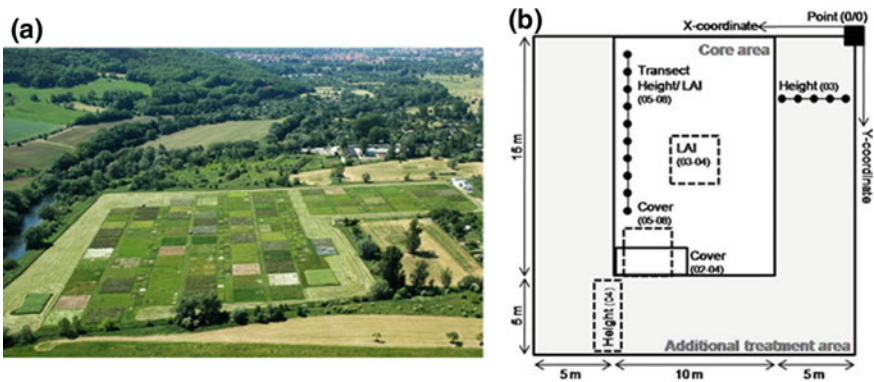 (a)
(b)
Point (0/0)
X-coordinate
Core area
Transect
Height/ LAI
(05-08)
Height (03)
Y-coordinate
15 m
LAI
(03-04)
Cover
(05-08)
Cover
(02-04)
Height (04)
5 m
Additional treatment area
5 m
10 m
5 m